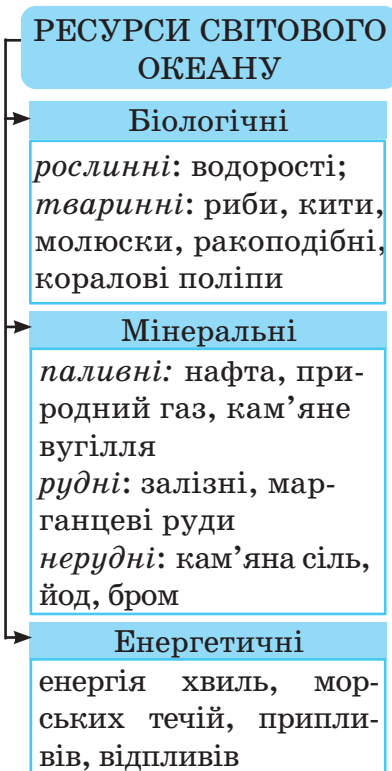 РЕСУРСИ СВІТОВОГО
ОКЕАНУ
Біологічні
рослинні: водорості;
тваринні: риби, кити,
молюски, ракоподібні,
коралові поліпи
Мінеральні
паливні: нафта, при-
родний газ, кам’яне
вугілля
рудні: залізні, мар-
ганцеві руди
нерудні: кам’яна сіль,
йод, бром
Енергетичні
енергія хвиль, мор-
ських течій, припли-
вів, відпливів